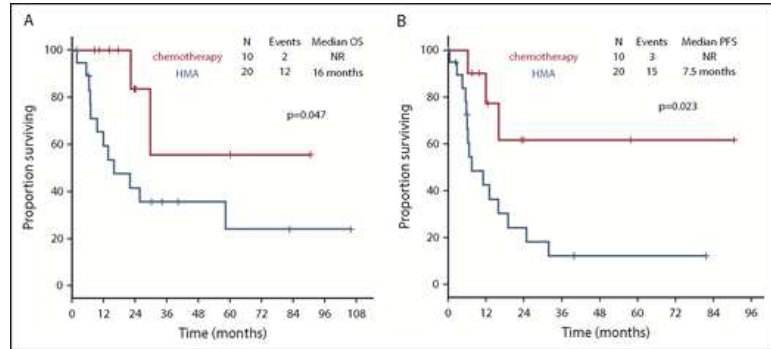 A
N Events Median OS
chemotherapy 10 2 NR
HMA 20 12 16 months
p=0.047
Proportion surviving
100
80
60
40
20
0
0 12 24 36 48 60 72 84 96 108
Time (months)
B
N Events Median PFS
chemotherapy 10 3 NR
HMA 20 15 7.5 months
p=0.023
Proportion surviving
100
80
60
40
20
0
0 12 24 36 48 60 72 84 96
Time (months)